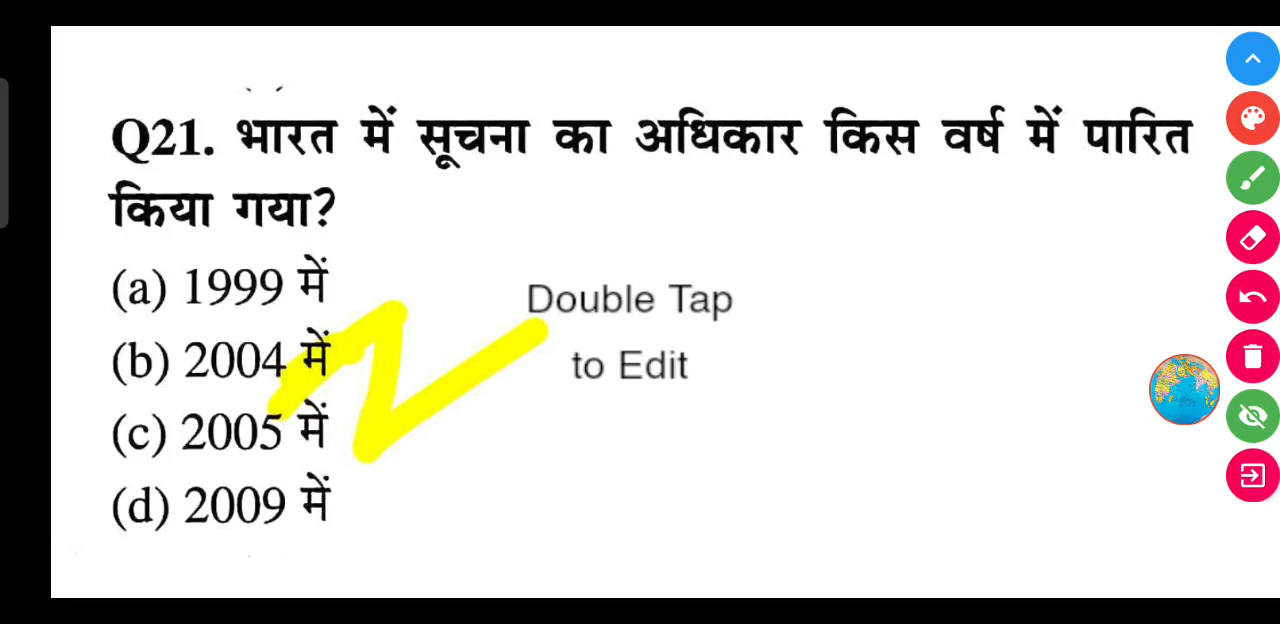 Q21. भारत में सूचना का अधिकार किस वर्ष में पारित
किया गया?
(a) 1999 में
(b) 2004 में
(c) 2005 में
(d) 2009 में
Double Tap
to Edit